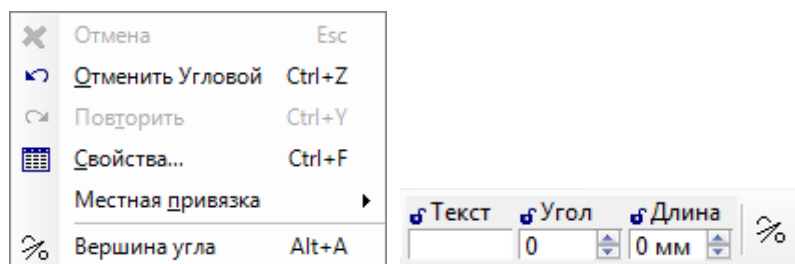 Отмена Esc
Отменить Угловой Ctrl+Z
Повторить Ctrl+Y
Свойства... Ctrl+F
Местная привязка
Вершина угла Alt+A
Текст Угол Длина
0 0 мм